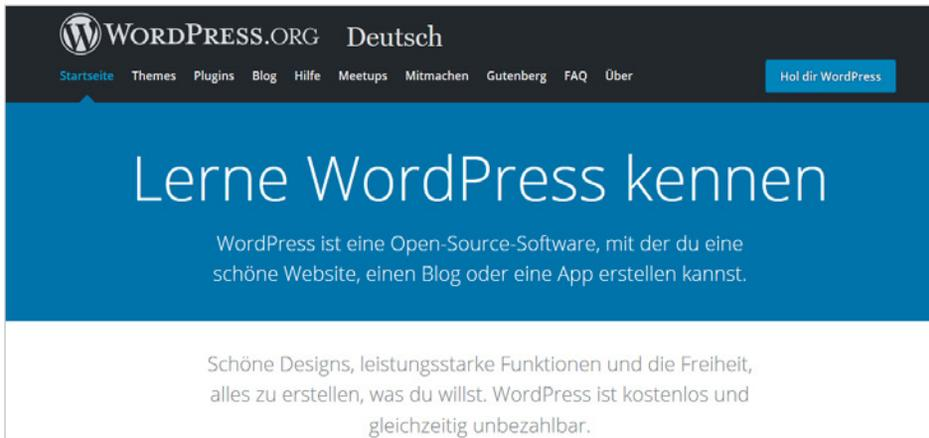 WORDPRESS.ORG Deutsch
Startseite Themes Plugins Blog Hilfe Meetups Mitmachen Gutenberg FAQ Über Hol dir WordPress
Lerne WordPress kennen
WordPress ist eine Open-Source-Software, mit der du eine
schöne Website, einen Blog oder eine App erstellen kannst.
Schöne Designs, leistungsstarke Funktionen und die Freiheit,
alles zu erstellen, was du willst. WordPress ist kostenlos und
gleichzeitig unbezahlbar.